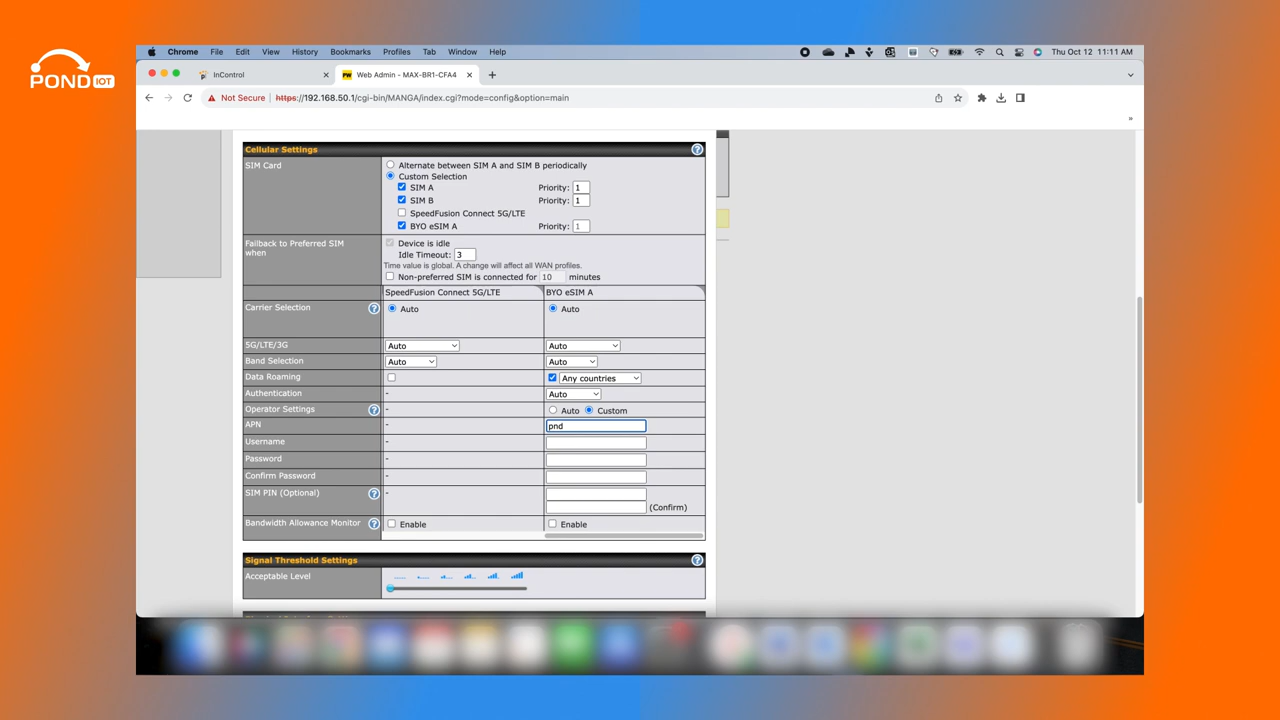 POND IOT
Chrome File Edit View History Bookmarks Profiles Tab Window Help Thu Oct 12 11:11 AM
InControl
PW Web Admin - MAX-BR1-CFA4
Not Secure https://192.168.50.1/cgi-bin/MANGA/index.cgi?mode=config&option=main
»
Cellular Settings
SIM Card
Alternate between SIM A and SIM B periodically
Custom Selection
SIM A Priority: 1
SIM B Priority: 1
SpeedFusion Connect 5G/LTE
BYO eSIM A Priority: 1
Failback to Preferred SIM
when
Device is idle
Idle Timeout: 3
Time value is global. A change will affect all WAN profiles.
Non-preferred SIM is connected for 10 minutes
SpeedFusion Connect 5G/LTE BYO eSIM A
Carrier Selection ? Auto Auto
5G/LTE/3G Auto Auto
Band Selection Auto Auto
Data Roaming Any countries
Authentication - Auto
Operator Settings ? - Auto Custom
APN - pnd
Username -
Password -
Confirm Password -
SIM PIN (Optional) ? -
(Confirm)
Bandwidth Allowance Monitor ? Enable Enable
Signal Threshold Settings ?
Acceptable Level